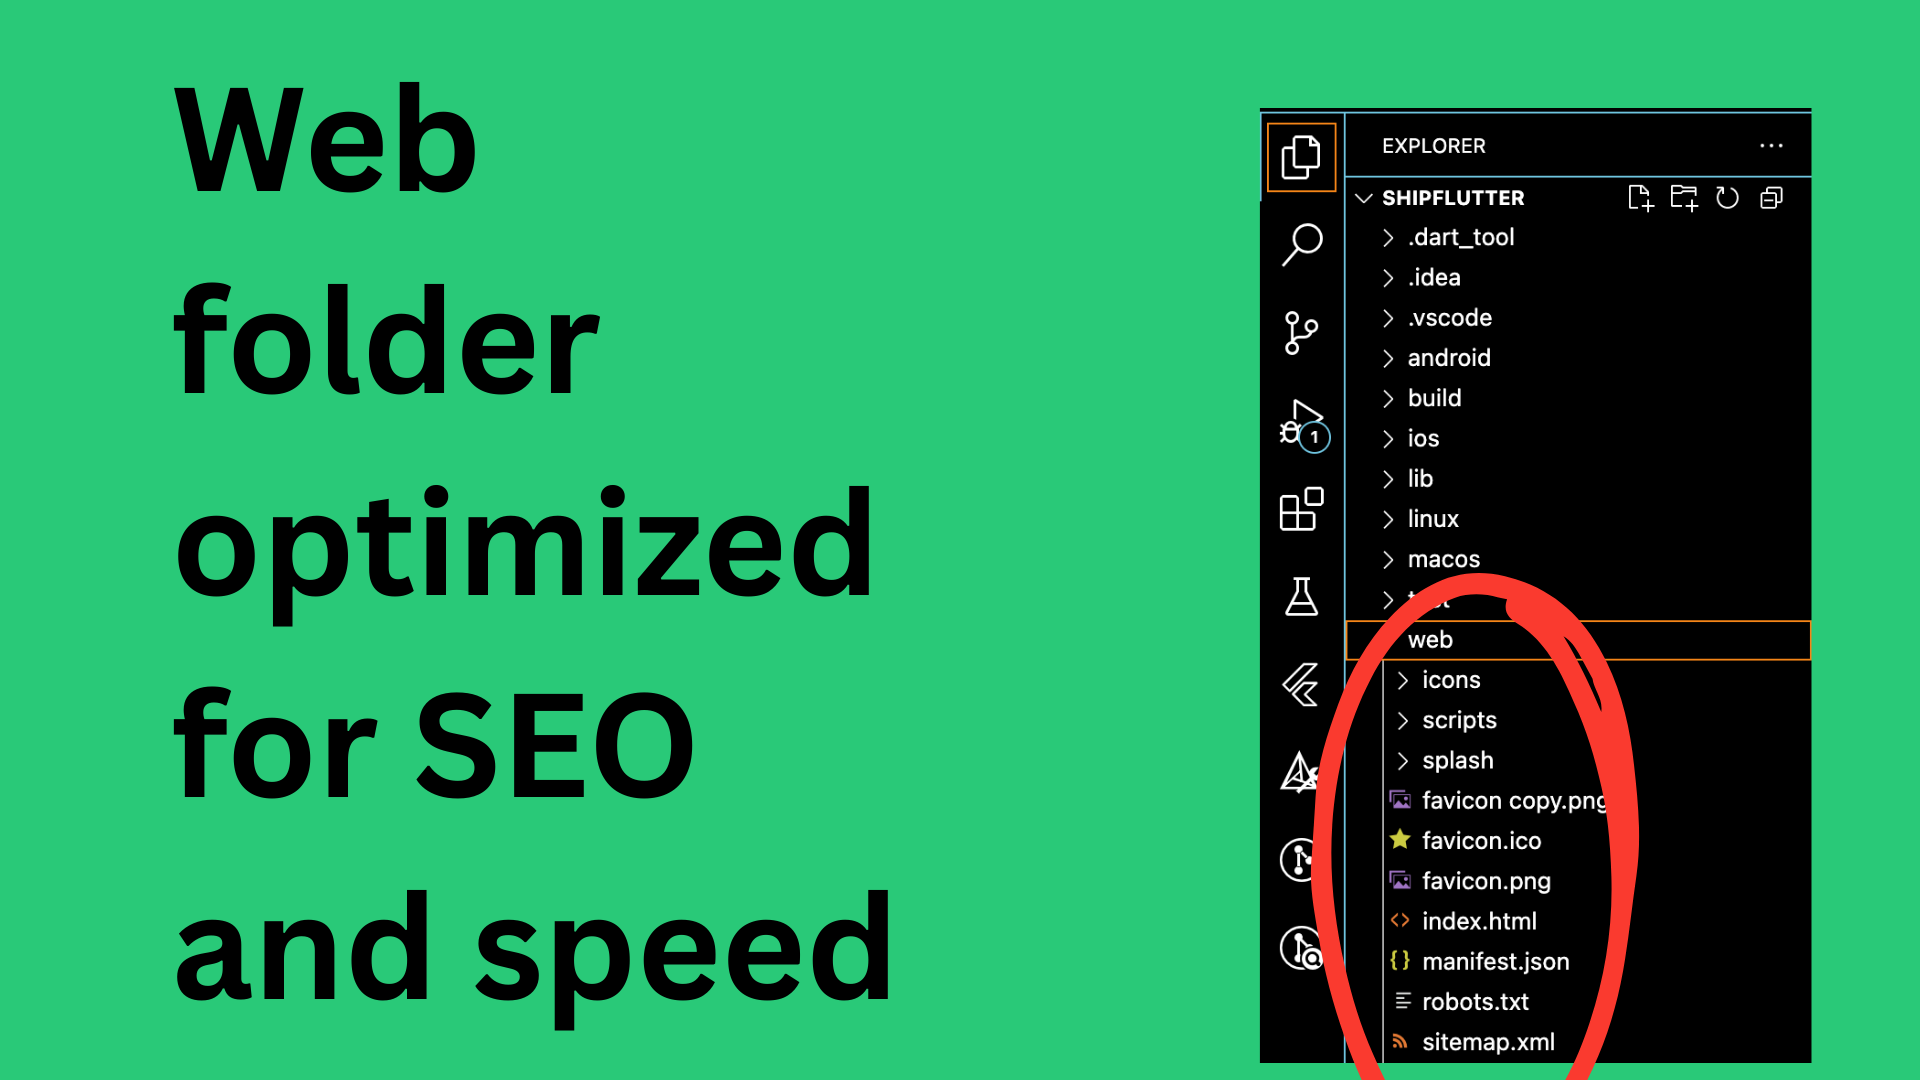 Web
folder
optimized
for SEO
and speed
EXPLORER
SHIPFLUTTER
.dart_tool
.idea
.vscode
android
build
1
ios
lib
linux
macos
test
web
icons
scripts
splash
favicon copy.png
favicon.ico
favicon.png
index.html
manifest.json
robots.txt
sitemap.xml